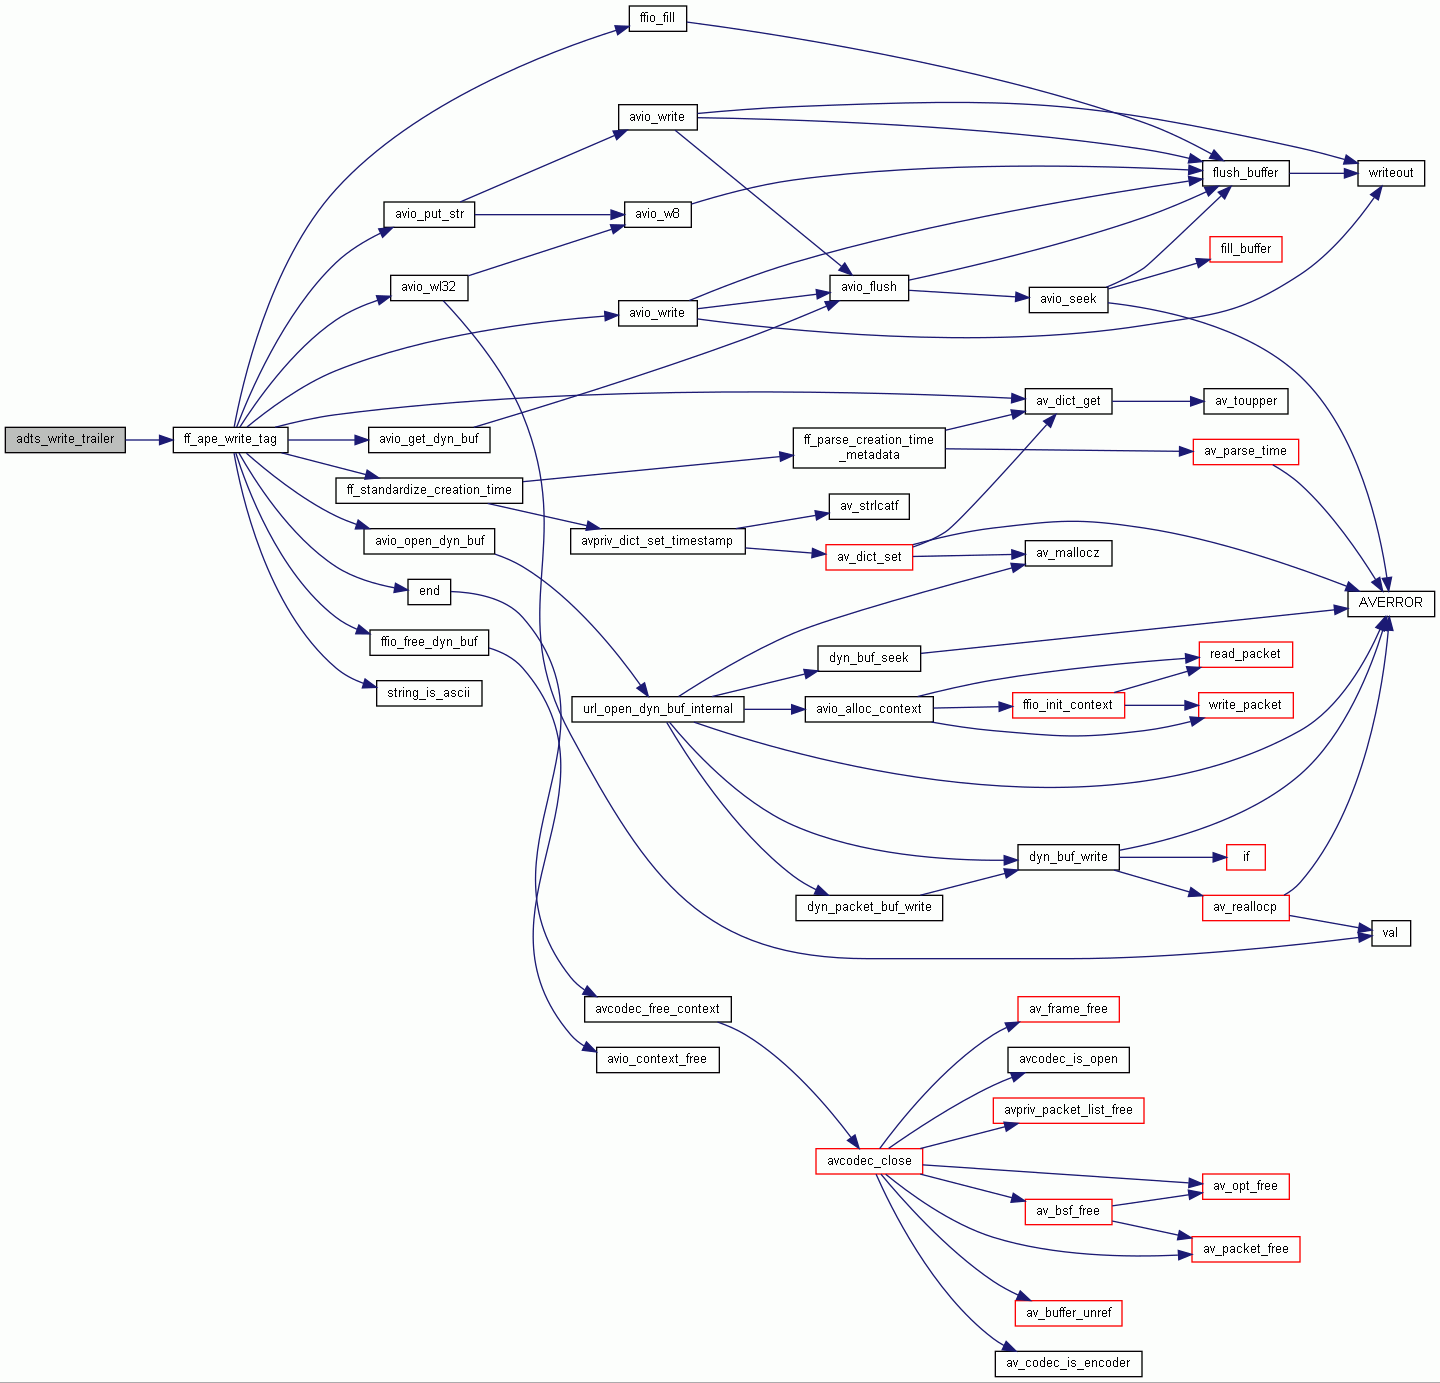 ffio_fill
avio_write
flush_buffer
writeout
avio_put_str
avio_w8
fill_buffer
avio_wl32
avio_flush
avio_seek
avio_write
av_dict_get
av_toupper
adts_write_trailer
ff_ape_write_tag
avio_get_dyn_buf
ff_parse_creation_time
_metadata
av_parse_time
ff_standardize_creation_time
av_strlcatf
avio_open_dyn_buf
avpriv_dict_set_timestamp
av_dict_set
av_mallocz
end
AVERROR
ffio_free_dyn_buf
dyn_buf_seek
read_packet
string_is_ascii
url_open_dyn_buf_internal
avio_alloc_context
ffio_init_context
write_packet
dyn_buf_write
if
dyn_packet_buf_write
av_reallocp
val
avcodec_free_context
av_frame_free
avio_context_free
avcodec_is_open
avpriv_packet_list_free
avcodec_close
av_opt_free
av_bsf_free
av_packet_free
av_buffer_unref
av_codec_is_encoder